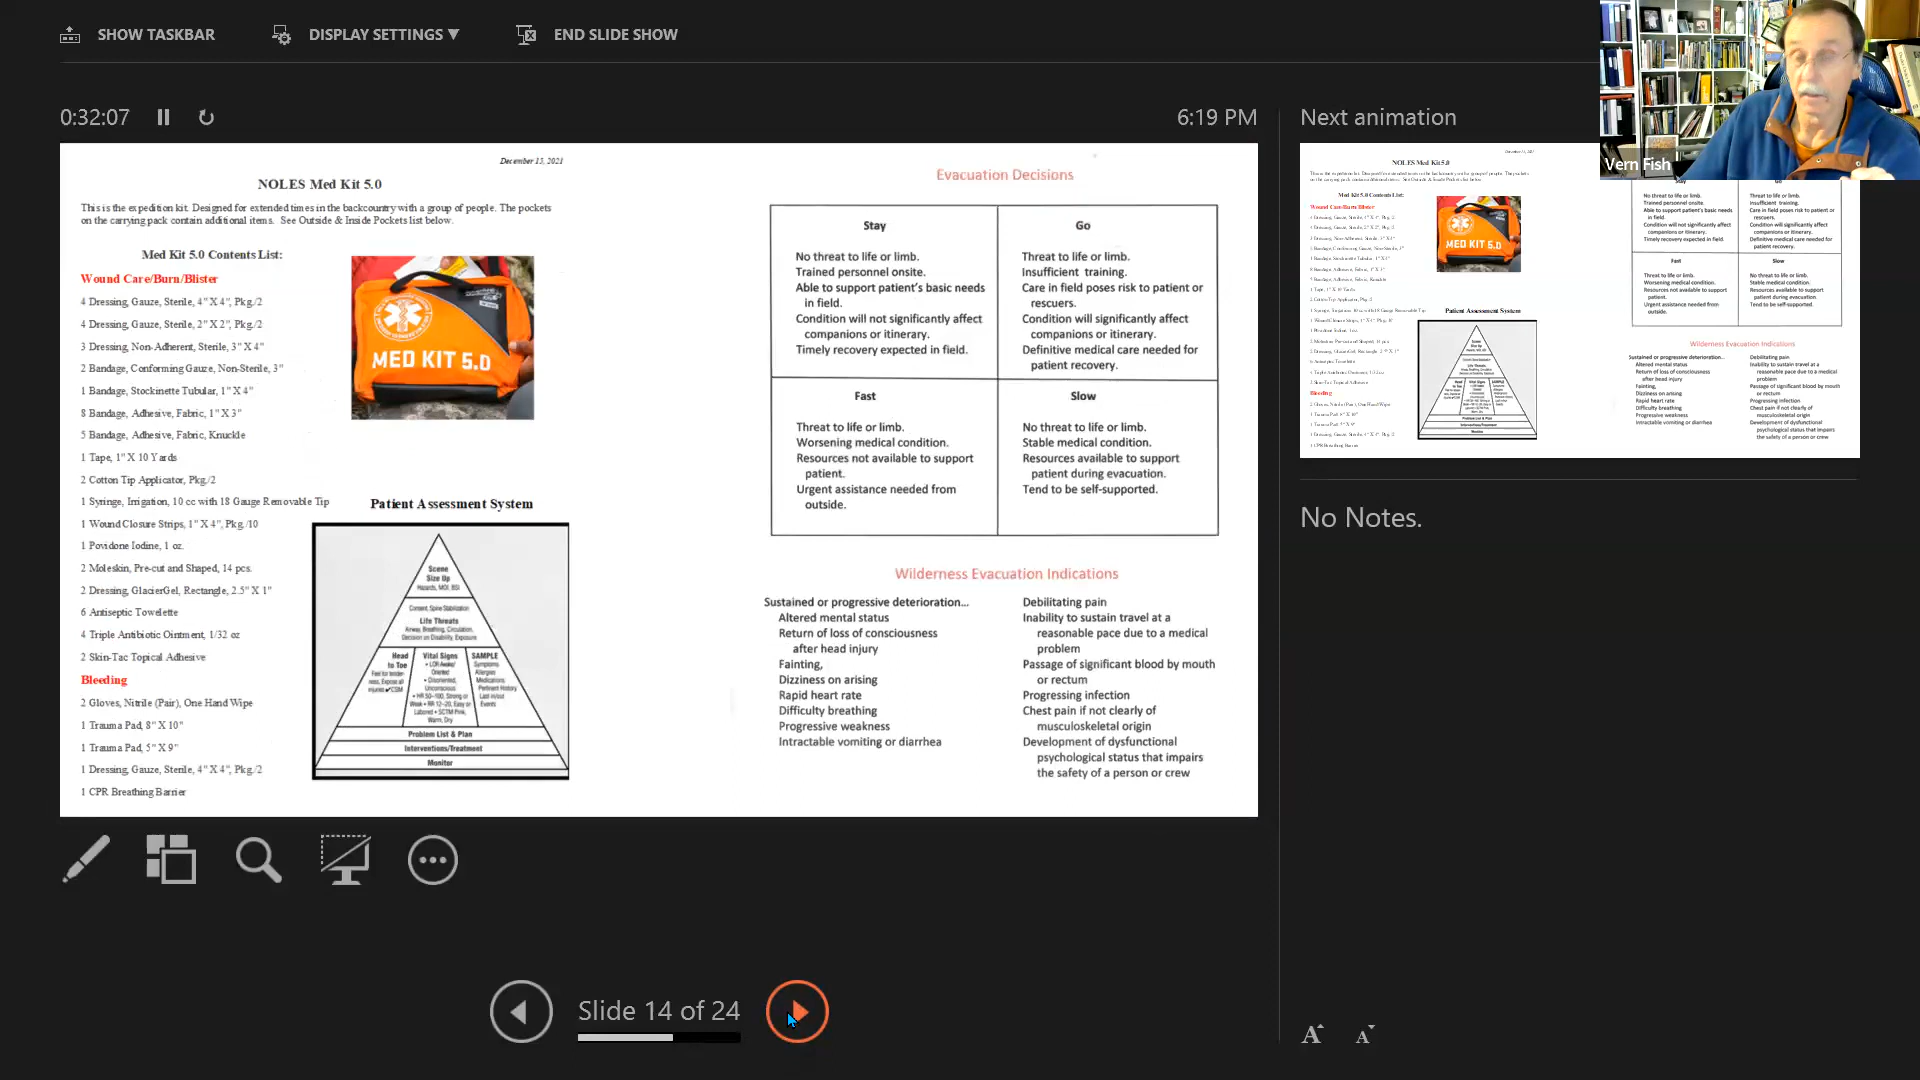 SHOW TASKBAR
DISPLAY SETTINGS ▼
END SLIDE SHOW
0:32:07
6:19 PM
Next animation
Vern Fish
December 13, 2021
NOLES Med Kit 5.0
This is the expedition kit. Designed for extended times in the backcountry with a group of people. The pockets
on the carrying pack contain additional items. See Outside & Inside Pockets list below.
Med Kit 5.0 Contents List:
Wound Care/Burn/Blister
4 Dressing, Gauze, Sterile, 4" X 4", Pkg./2
4 Dressing, Gauze, Sterile, 2" X 2", Pkg./2
3 Dressing, Non-Adherent, Sterile, 3" X 4"
2 Bandage, Conforming Gauze, Non-Sterile, 3"
1 Bandage, Stockinette Tubular, 1" X 4"
8 Bandage, Adhesive, Fabric, 1" X 3"
5 Bandage, Adhesive, Fabric, Knuckle
1 Tape, 1" X 10 Yards
2 Cotton Tip Applicator, Pkg./2
1 Syringe, Irrigation, 10 cc with 18 Gauge Removable Tip
1 Wound Closure Strips, 1" X 4", Pkg./10
1 Povidone Iodine, 1 oz.
2 Moleskin, Pre-cut and Shaped, 14 pcs.
2 Dressing, GlacierGel, Rectangle, 2.5" X 1"
6 Antiseptic Towelette
4 Triple Antibiotic Ointment, 1/32 oz
2 Skin-Tac Topical Adhesive
Bleeding
2 Gloves, Nitrile (Pair), One Hand Wipe
1 Trauma Pad, 8" X 10"
1 Trauma Pad, 5" X 9"
1 Dressing, Gauze, Sterile, 4" X 4", Pkg./2
1 CPR Breathing Barrier
MED KIT 5.0
Patient Assessment System
Scene
Size Up
Hazards, MOI, BSI
Consent, Spine Stabilization
Life Threats
Airway, Breathing, Circulation,
Decision on Disability, Exposure
Head
to Toe
Vital Signs
SAMPLE
Symptoms
Allergies
Medications
Pertinent History
Last in/out
Events
Problem List & Plan
Interventions/Treatment
Monitor
Evacuation Decisions
Stay
No threat to life or limb.
Trained personnel onsite.
Able to support patient's basic needs
in field.
Condition will not significantly affect
companions or itinerary.
Timely recovery expected in field.
Go
Threat to life or limb.
Insufficient training.
Care in field poses risk to patient or
rescuers.
Condition will significantly affect
companions or itinerary.
Definitive medical care needed for
patient recovery.
Fast
Threat to life or limb.
Worsening medical condition.
Resources not available to support
patient.
Urgent assistance needed from
outside.
Slow
No threat to life or limb.
Stable medical condition.
Resources available to support
patient during evacuation.
Tend to be self-supported.
Wilderness Evacuation Indications
Sustained or progressive deterioration...
Altered mental status
Return of loss of consciousness
after head injury
Fainting,
Dizziness on arising
Rapid heart rate
Difficulty breathing
Progressive weakness
Intractable vomiting or diarrhea
Debilitating pain
Inability to sustain travel at a
reasonable pace due to a medical
problem
Passage of significant blood by mouth
or rectum
Progressing infection
Chest pain if not clearly of
musculoskeletal origin
Development of dysfunctional
psychological status that impairs
the safety of a person or crew
No Notes.
Slide 14 of 24